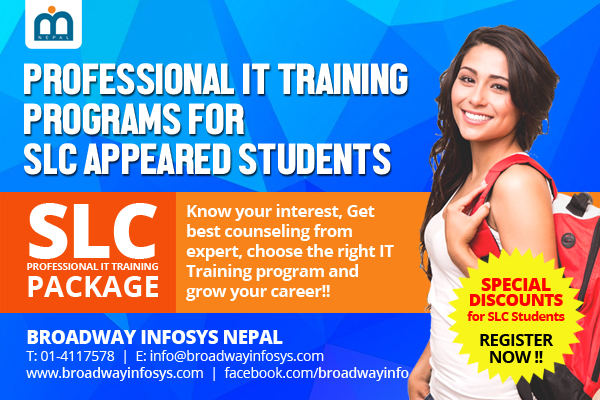 NEPAL
PROFESSIONAL IT TRAINING
PROGRAMS FOR
SLC APPEARED STUDENTS
SLC
PROFESSIONAL IT TRAINING
PACKAGE
Know your interest, Get
best counseling from
expert, choose the right IT
Training program and
grow your career!!
SPECIAL
DISCOUNTS
for SLC Students
REGISTER
NOW !!
BROADWAY INFOSYS NEPAL
T: 01-4117578 | E: info@broadwayinfosys.com
www.broadwayinfosys.com | facebook.com/broadwayinfo